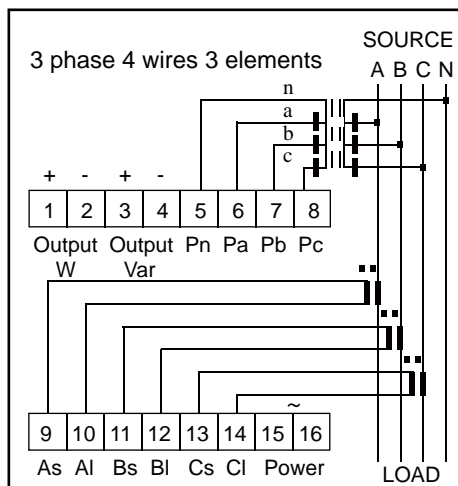 SOURCE
3 phase 4 wires 3 elements
A B C N
n
a
b
c
+ - + -
1 2 3 4 5 6 7 8
Output Output Pn Pa Pb Pc
W Var
~
9 10 11 12 13 14 15 16
As Al Bs Bl Cs Cl Power
LOAD